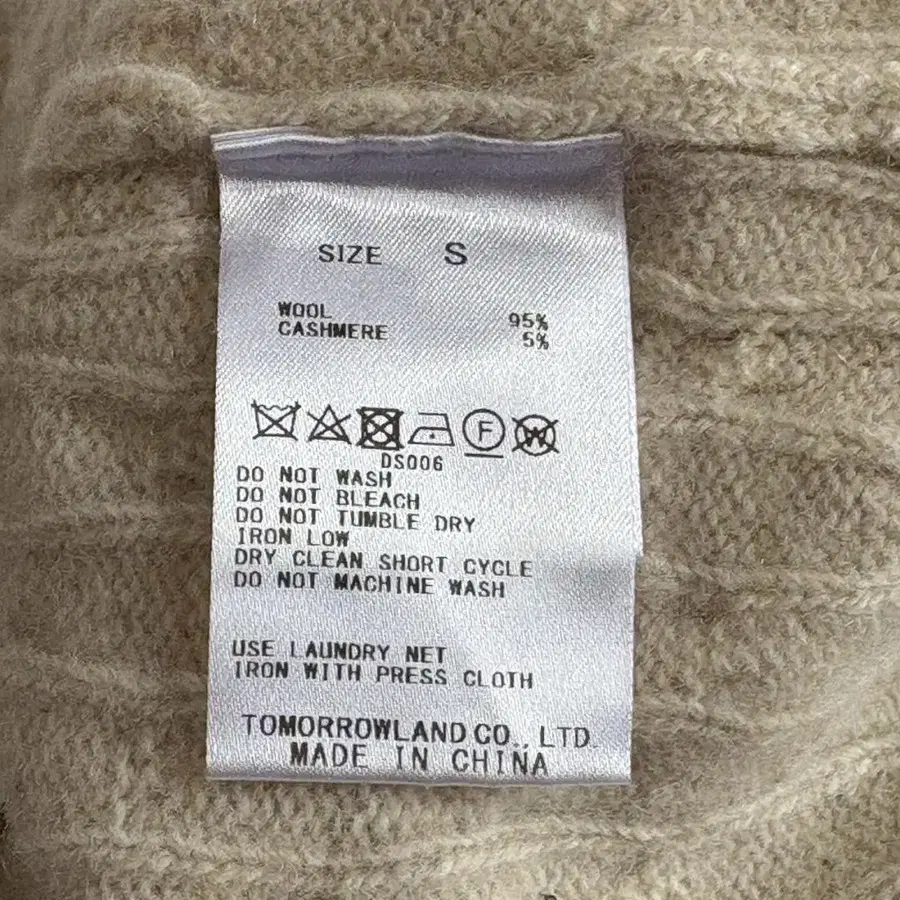 SIZE S
WOOL 95%
CASHMERE 5%
F W
DS006
DO NOT WASH
DO NOT BLEACH
DO NOT TUMBLE DRY
IRON LOW
DRY CLEAN SHORT CYCLE
DO NOT MACHINE WASH
USE LAUNDRY NET
IRON WITH PRESS CLOTH
TOMORROWLAND CO., LTD.
MADE IN CHINA